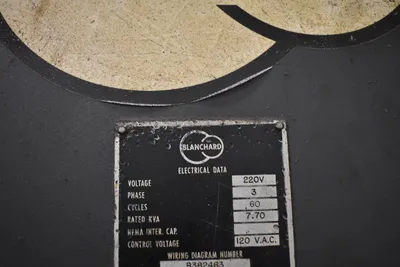 BLANCHARD
ELECTRICAL DATA
VOLTAGE 220V
PHASE 3
CYCLES 60
RATED KVA 7.70
NEMA INTER. CAP.
CONTROL VOLTAGE 120 V.A.C.
WIRING DIAGRAM NUMBER
B382463